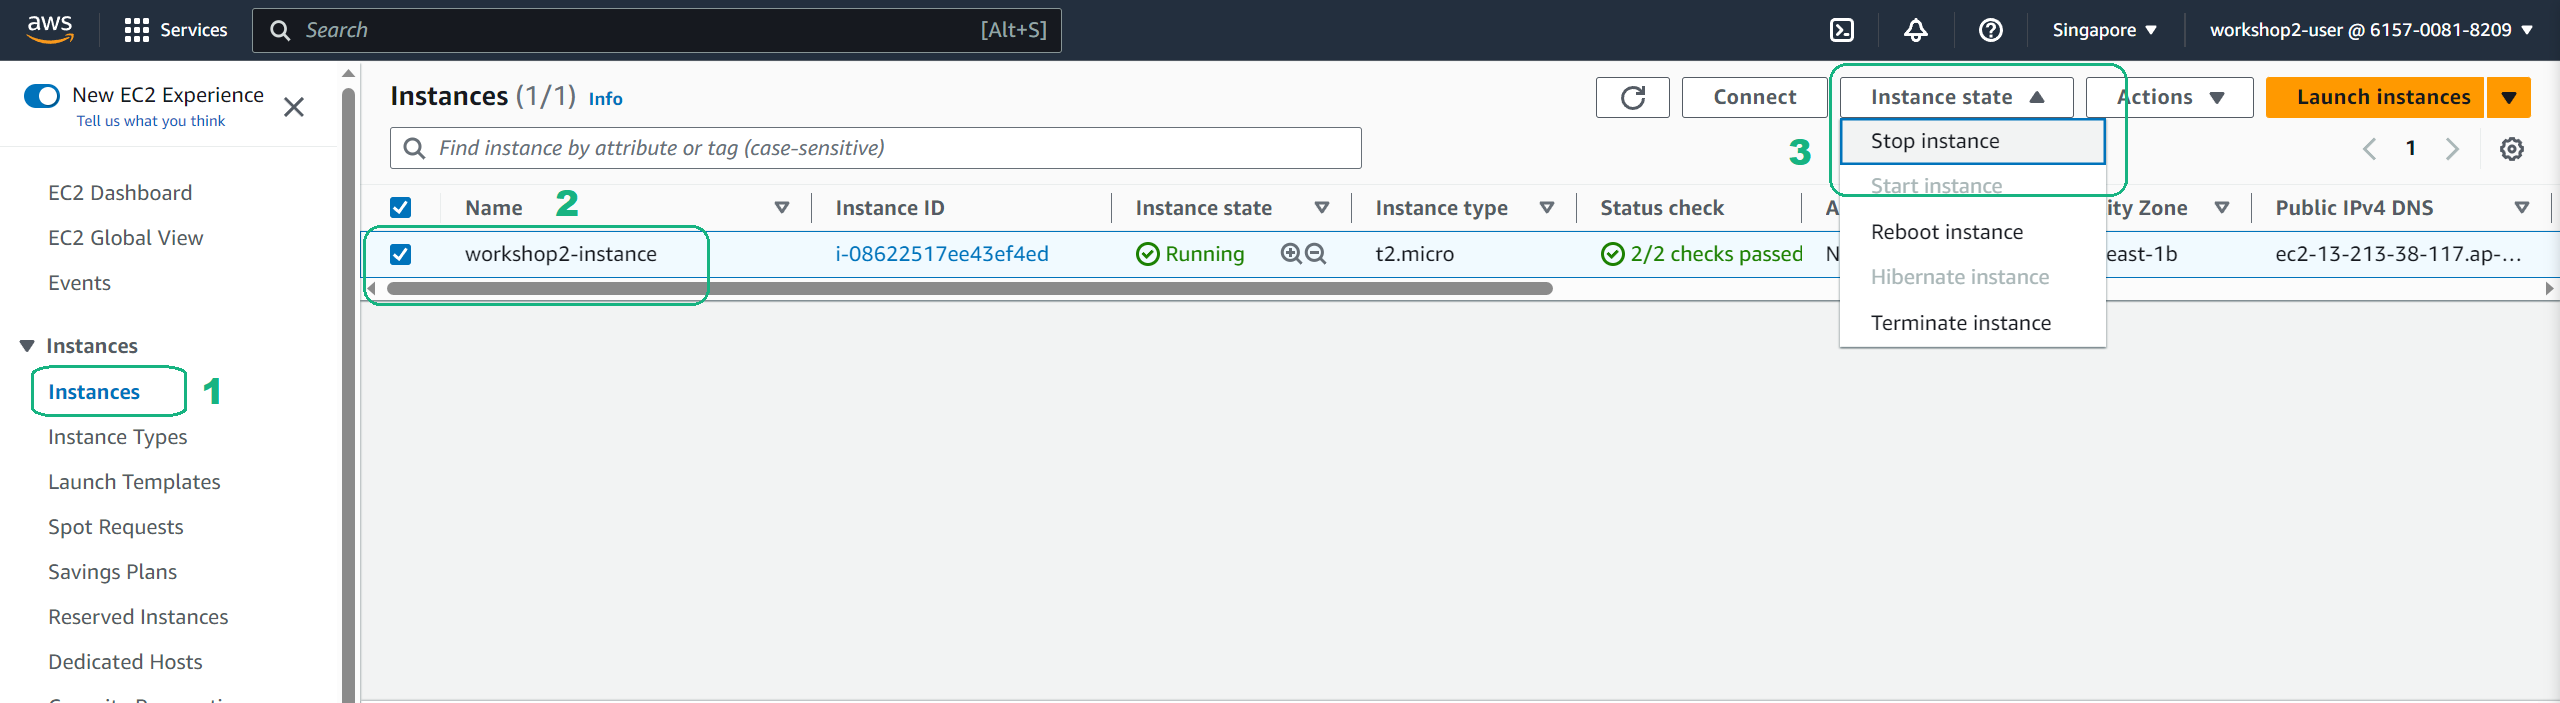 aws
Services
Search
[Alt+S]
Singapore
workshop2-user @ 6157-0081-8209
New EC2 Experience
Tell us what you think
EC2 Dashboard
EC2 Global View
Events
Instances
Instances
1
Instance Types
Launch Templates
Spot Requests
Savings Plans
Reserved Instances
Dedicated Hosts
Instances (1/1) Info
Connect
Instance state
Actions
Launch instances
Find instance by attribute or tag (case-sensitive)
3
Stop instance
Start instance
Reboot instance
Hibernate instance
Terminate instance
1
2
Name
Instance ID
Instance state
Instance type
Status check
A
ity Zone
Public IPv4 DNS
workshop2-instance
i-08622517ee43ef4ed
Running
t2.micro
2/2 checks passed
N
east-1b
ec2-13-213-38-117.ap-...